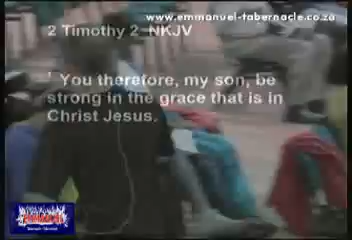 www.emmanuel-tabernacle.co.za
2 Timothy 2 NKJV
1 You therefore, my son, be
strong in the grace that is in
Christ Jesus.